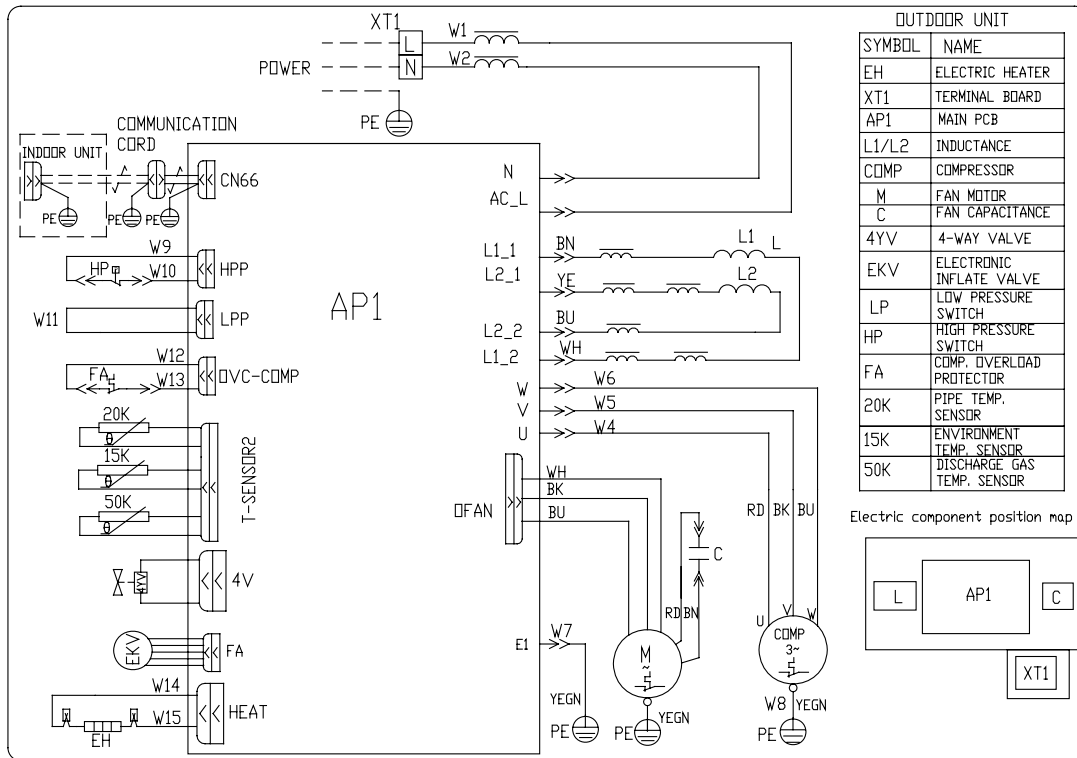 XT1
L
W1
W2
POWER
N
PE
COMMUNICATION
CORD
INDOOR UNIT
PE
PE
PE
CN66
W9
HP
W10
HPP
W11
LPP
W12
FA
W13
OVC-COMP
20K
θ
15K
θ
50K
θ
T-SENSOR2
4YV
4V
EKV
FA
W14
W15
HEAT
EH
AP1
N
AC_L
L1_1
BN
L1
L
L2_1
YE
L2
L2_2
BU
L1_2
WH
W
W6
V
W5
U
W4
OFAN
WH
BK
BU
C
RD
BN
M
~
YEGN
PE
E1
W7
YEGN
PE
RD
BK
BU
U
V
W
COMP
3~
W8
YEGN
PE
OUTDOOR UNIT
SYMBOL NAME
EH ELECTRIC HEATER
XT1 TERMINAL BOARD
AP1 MAIN PCB
L1/L2 INDUCTANCE
COMP COMPRESSOR
M FAN MOTOR
C FAN CAPACITANCE
4YV 4-WAY VALVE
EKV ELECTRONIC
INFLATE VALVE
LP LOW PRESSURE
SWITCH
HP HIGH PRESSURE
SWITCH
FA COMP. OVERLOAD
PROTECTOR
20K PIPE TEMP.
SENSOR
15K ENVIRONMENT
TEMP. SENSOR
50K DISCHARGE GAS
TEMP. SENSOR
Electric component position map
L
AP1
C
XT1